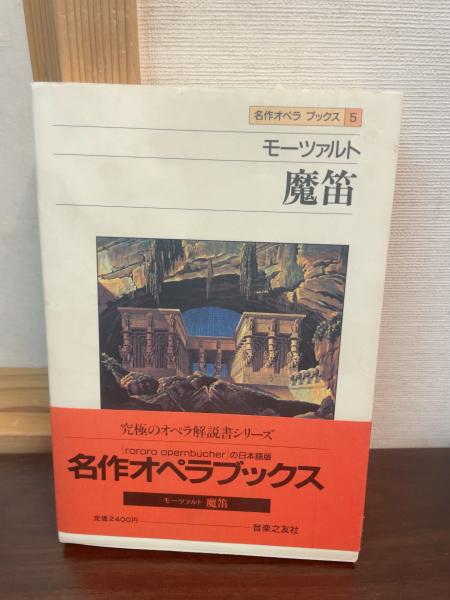 名作オペラ ブックス 5
モーツァルト
魔笛
究極のオペラ解説書シリーズ
[rororo opernbücher]の日本語版
名作オペラブックス
モーツァルト 魔笛
定価2400円
音楽之友社